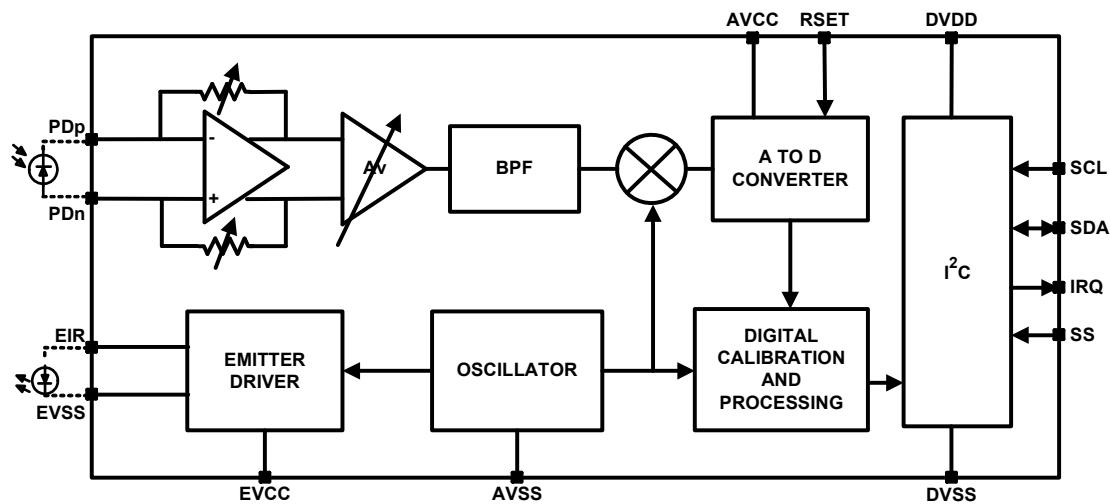 AVCC RSET DVDD
PDp
-
+
PDn
Av
BPF
A TO D
CONVERTER
SCL
SDA
I²C
IRQ
SS
EIR
EVSS
EMITTER
DRIVER
OSCILLATOR
DIGITAL
CALIBRATION
AND
PROCESSING
EVCC AVSS DVSS